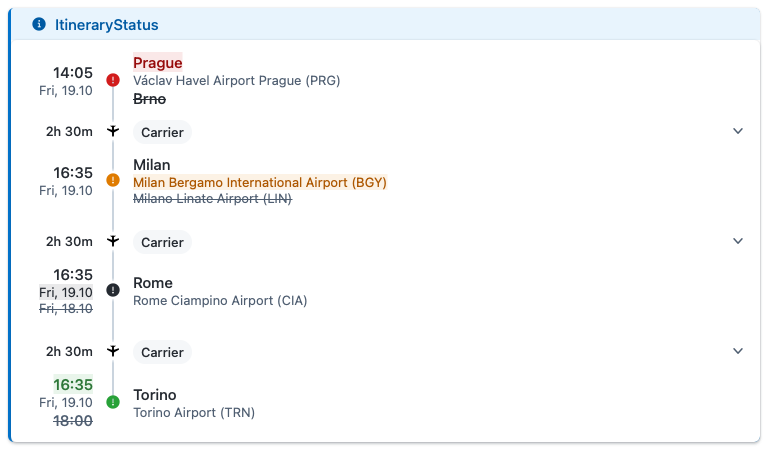 ItineraryStatus
14:05
Fri, 19.10
Prague
Václav Havel Airport Prague (PRG)
Brno
2h 30m
Carrier
16:35
Fri, 19.10
Milan
Milan Bergamo International Airport (BGY)
Milano Linate Airport (LIN)
2h 30m
Carrier
16:35
Fri, 19.10
Fri, 18.10
Rome
Rome Ciampino Airport (CIA)
2h 30m
Carrier
16:35
Fri, 19.10
18:00
Torino
Torino Airport (TRN)